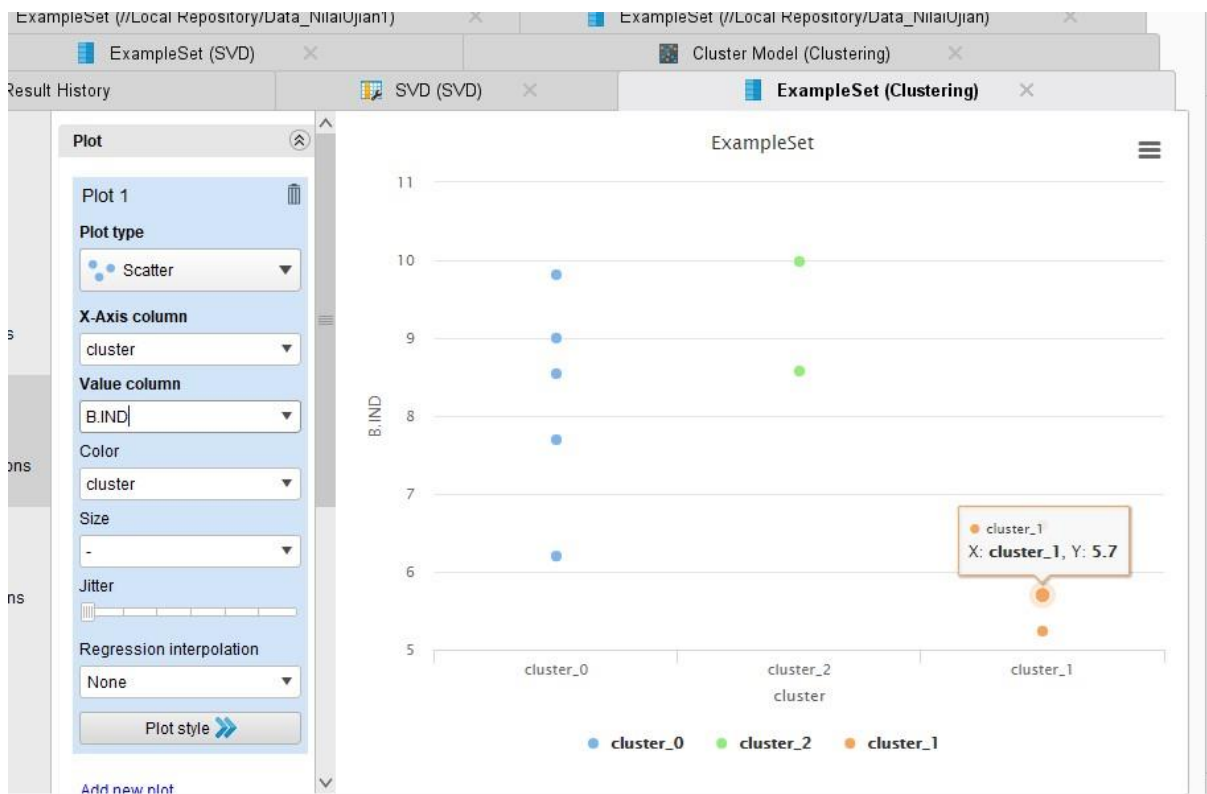 ExampleSet (//Local Repository/Data_NilaiUjian1)
ExampleSet (//Local Repository/Data_NilaiUjian)
ExampleSet (SVD)
Cluster Model (Clustering)
Result History
SVD (SVD)
ExampleSet (Clustering)
Plot
Plot 1
Plot type
Scatter
X-Axis column
cluster
Value column
B.IND
Color
cluster
Size
-
Jitter
Regression interpolation
None
Plot style
Add new plot
s
ons
ns
ExampleSet
11
10
9
8
7
6
5
B.IND
cluster_1
X: cluster_1, Y: 5.7
cluster_0 cluster_2 cluster_1
cluster
cluster_0 cluster_2 cluster_1